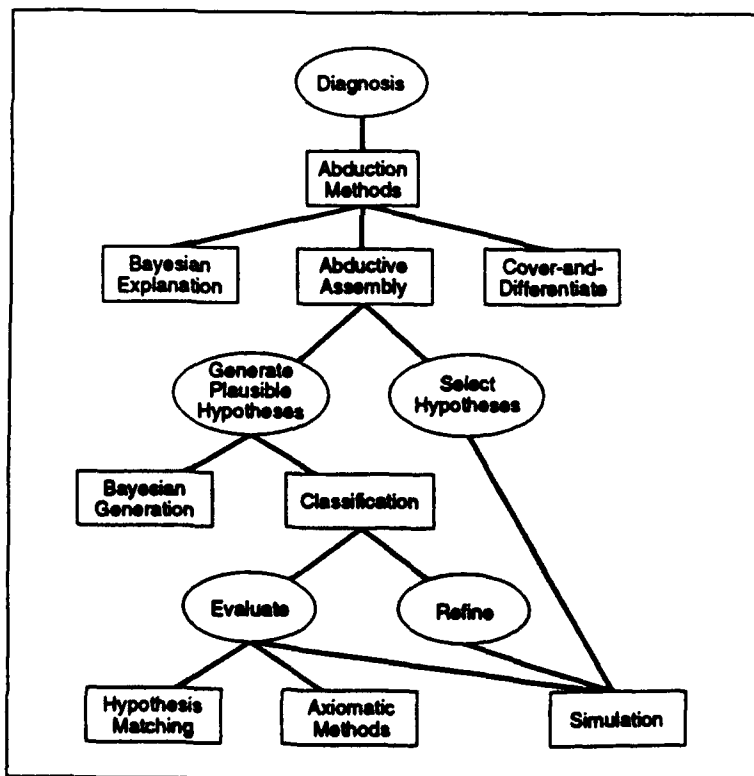 Diagnosis
Abduction
Methods
Bayesian
Explanation
Abductive
Assembly
Cover-and-
Differentiate
Generate
Plausible
Hypotheses
Select
Hypotheses
Bayesian
Generation
Classification
Evaluate
Refine
Hypothesis
Matching
Axiomatic
Methods
Simulation